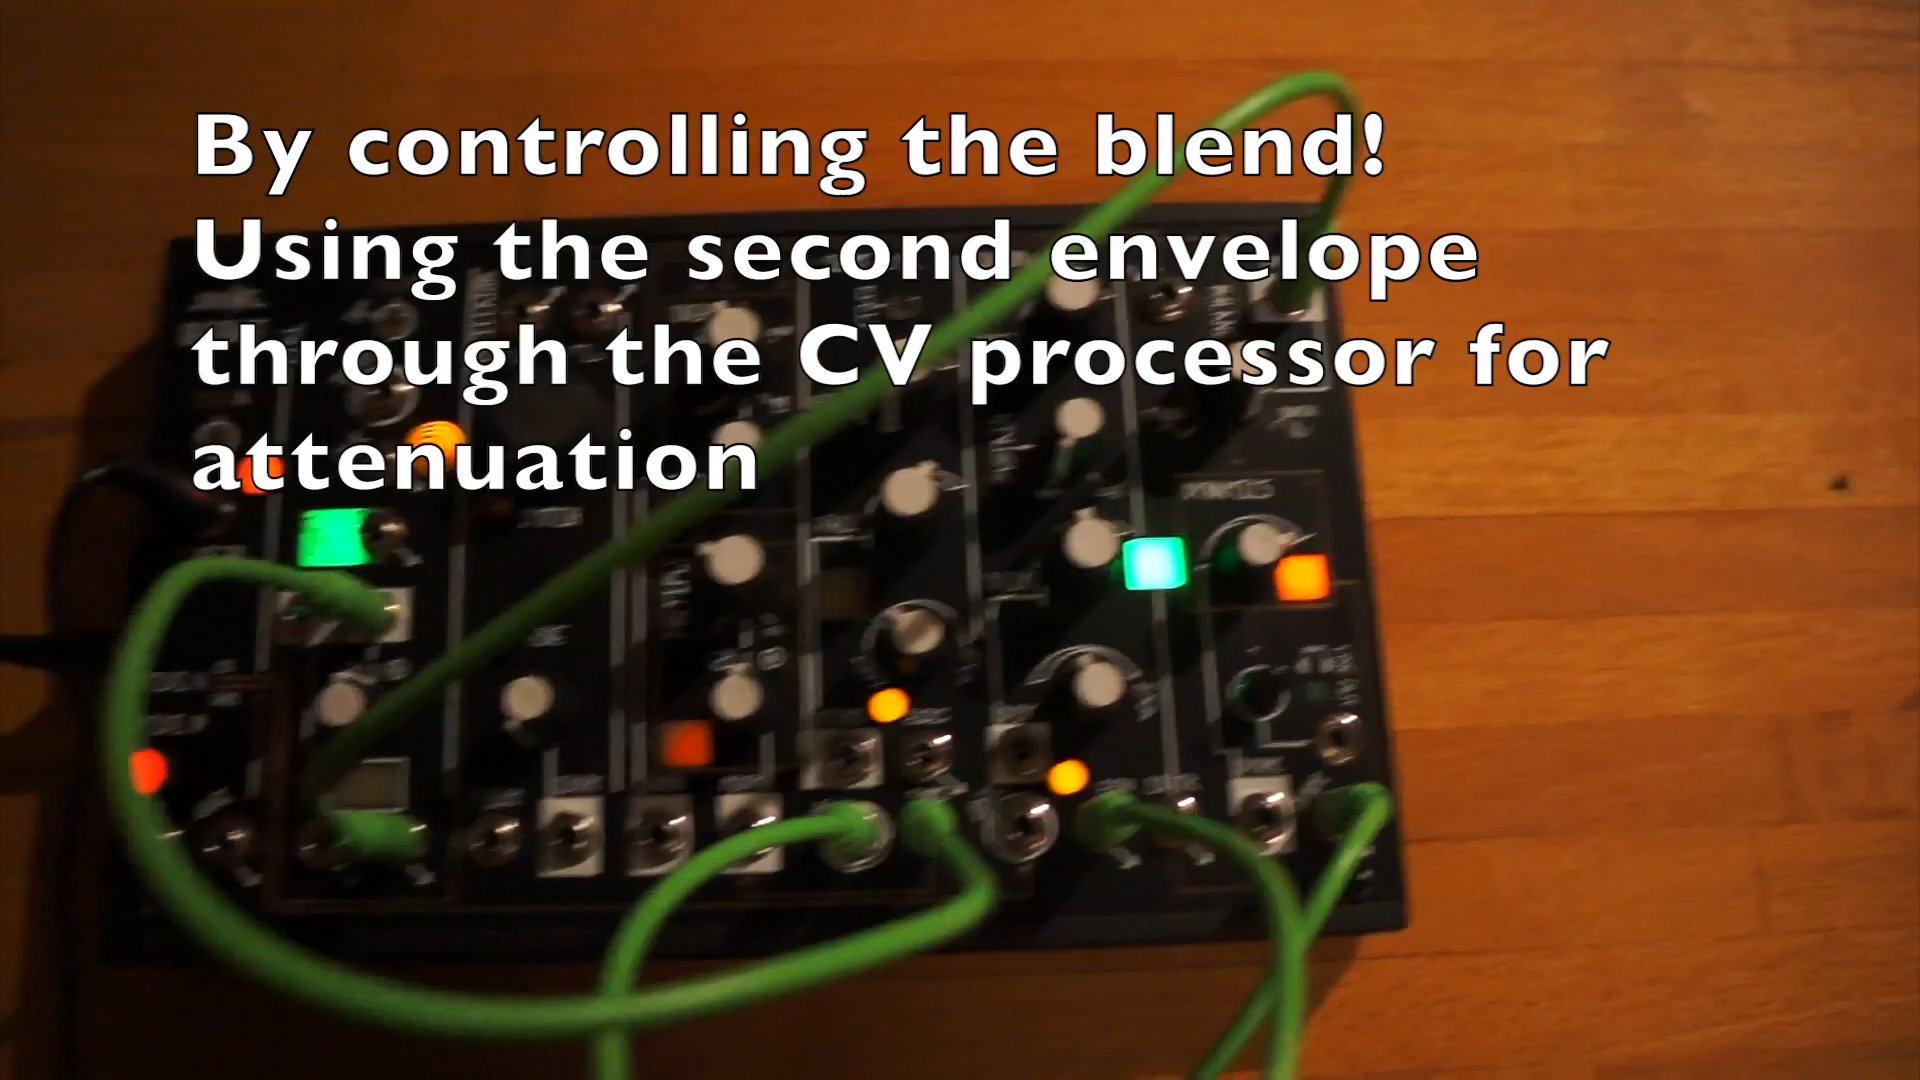 By controlling the blend!
Using the second envelope
through the CV processor for
attenuation